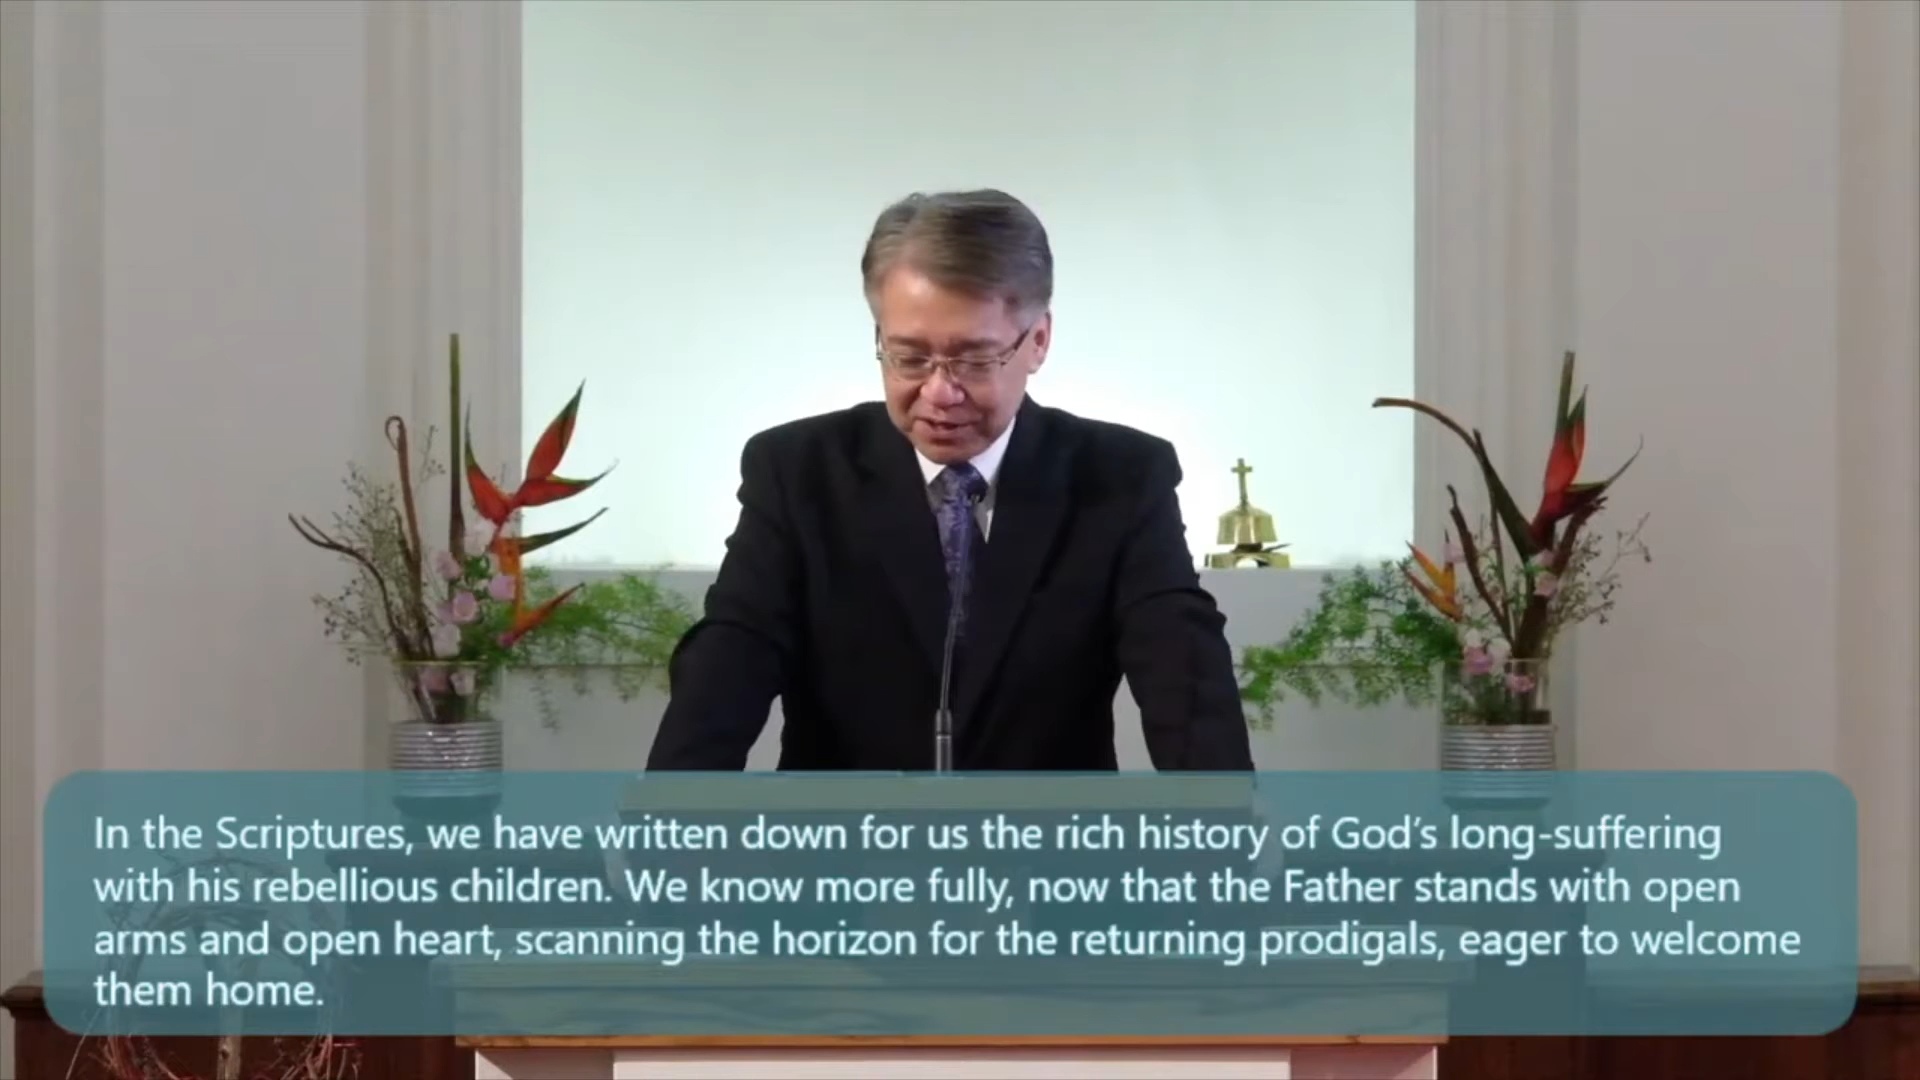 In the Scriptures, we have written down for us the rich history of God's long-suffering
with his rebellious children. We know more fully, now that the Father stands with open
arms and open heart, scanning the horizon for the returning prodigals, eager to welcome
them home.